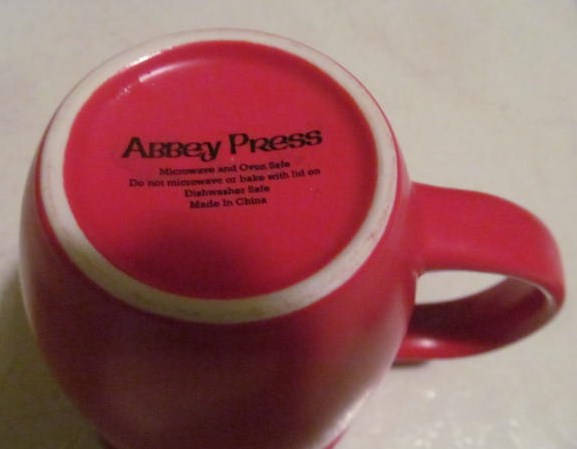 ABBEY PRESS
Microwave and Oven Safe
Do not microwave or bake with lid on
Dishwasher Safe
Made In China